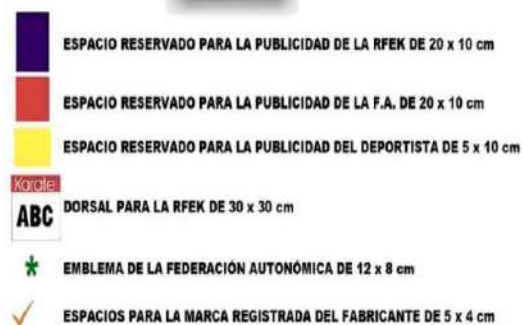 ESPACIO RESERVADO PARA LA PUBLICIDAD DE LA RFEK DE 20 x 10 cm
ESPACIO RESERVADO PARA LA PUBLICIDAD DE LA F.A. DE 20 x 10 cm
ESPACIO RESERVADO PARA LA PUBLICIDAD DEL DEPORTISTA DE 5 x 10 cm
Karate
ABC DORSAL PARA LA RFEK DE 30 x 30 cm
* EMBLEMA DE LA FEDERACIÓN AUTONÓMICA DE 12 x 8 cm
✓ ESPACIOS PARA LA MARCA REGISTRADA DEL FABRICANTE DE 5 x 4 cm